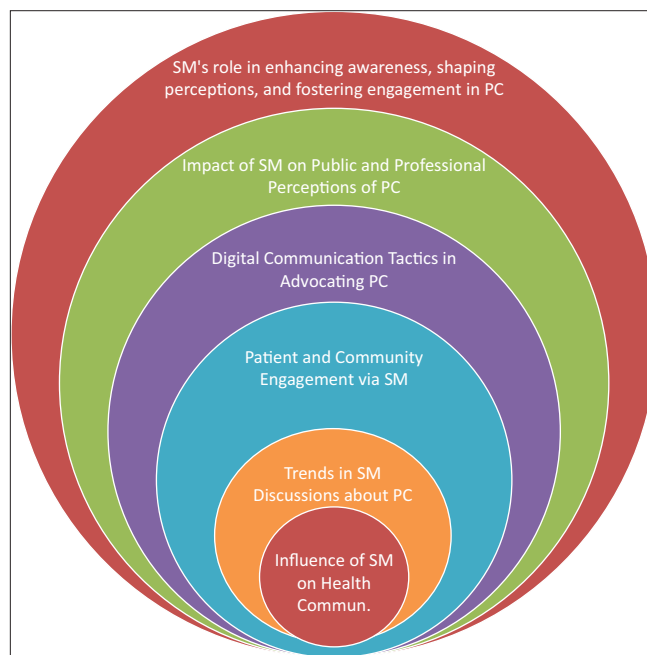 SM's role in enhancing awareness, shaping
perceptions, and fostering engagement in PC
Impact of SM on Public and Professional
Perceptions of PC
Digital Communication Tactics in
Advocating PC
Patient and Community
Engagement via SM
Trends in SM
Discussions about PC
Influence of SM
on Health
Commun.